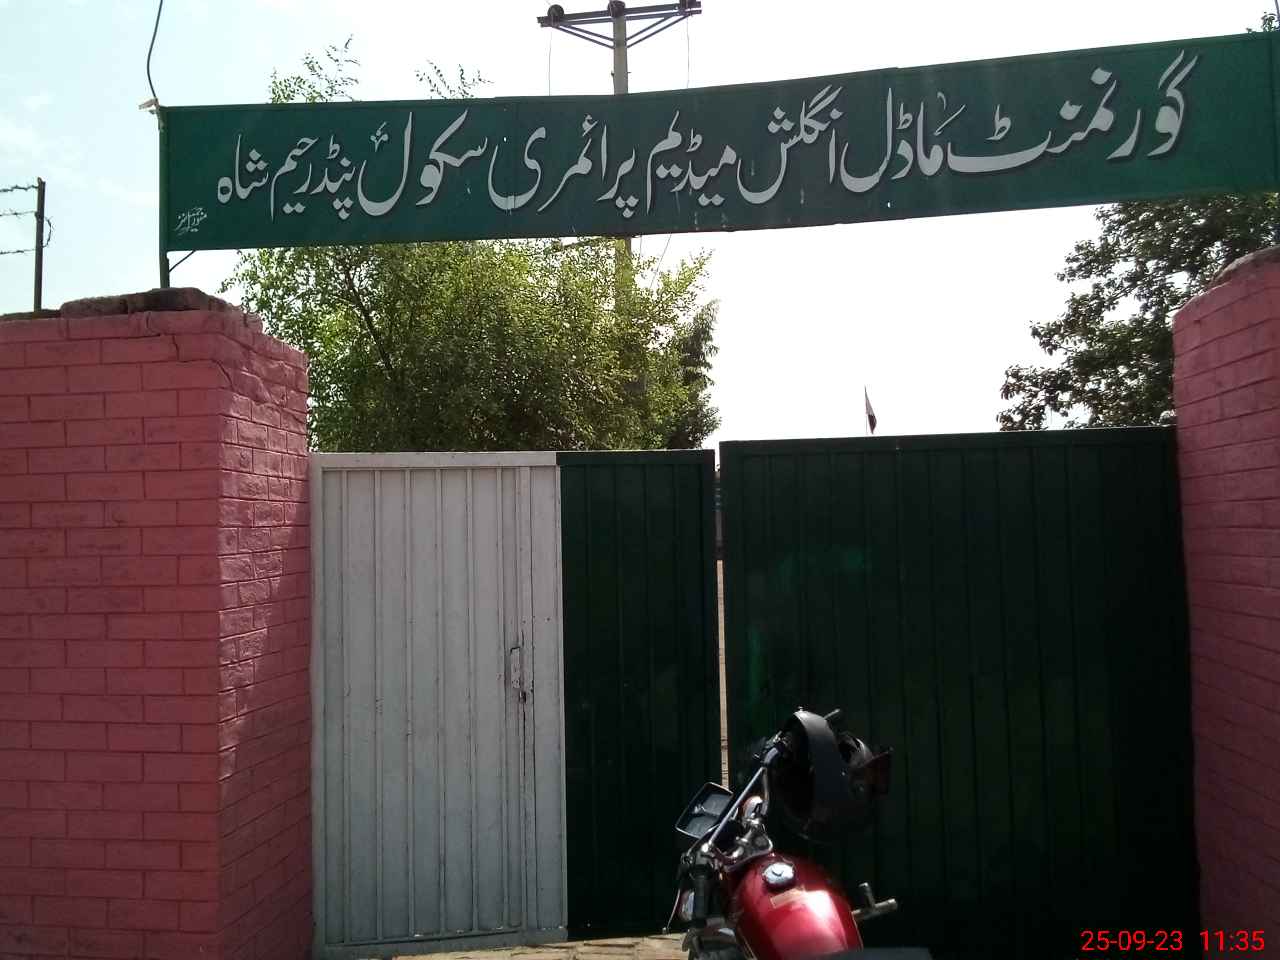 گورنمنٹ ماڈل انگلش میڈیم پرائمری سکول پنڈ رحیم شاہ
25-09-23 11:35